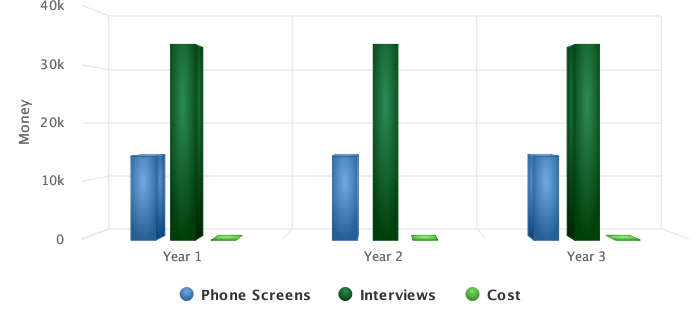 40k
30k
Money
20k
10k
0
Year 1 Year 2 Year 3
Phone Screens Interviews Cost